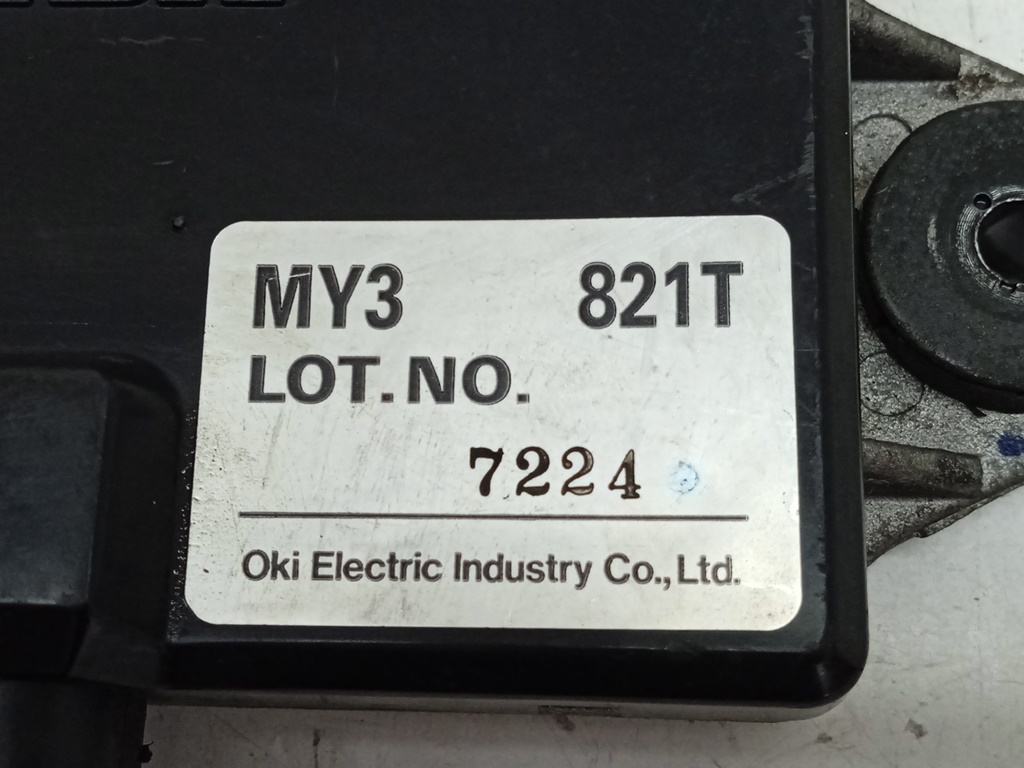 MY3 821T
LOT.NO.
7224
Oki Electric Industry Co., Ltd.